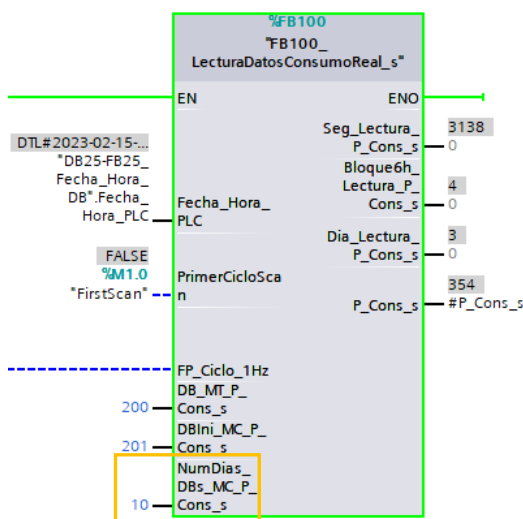 %FB100
"FB100_
LecturaDatosConsumoReal_s"
EN
ENO
DTL#2023-02-15-...
"DB25-FB25_
Fecha_Hora_
DB".Fecha_
Hora_PLC
Fecha_Hora_
PLC
FALSE
%M1.0
"FirstScan"
PrimerCicloSca
n
FP_Ciclo_1Hz
200
DB_MT_P_
Cons_s
201
DBIni_MC_P_
Cons_s
10
NumDias_
DBs_MC_P_
Cons_s
Seg_Lectura_
P_Cons_s
3138
0
Bloque6h_
Lectura_P_
Cons_s
4
0
Dia_Lectura_
P_Cons_s
3
0
P_Cons_s
354
#P_Cons_s